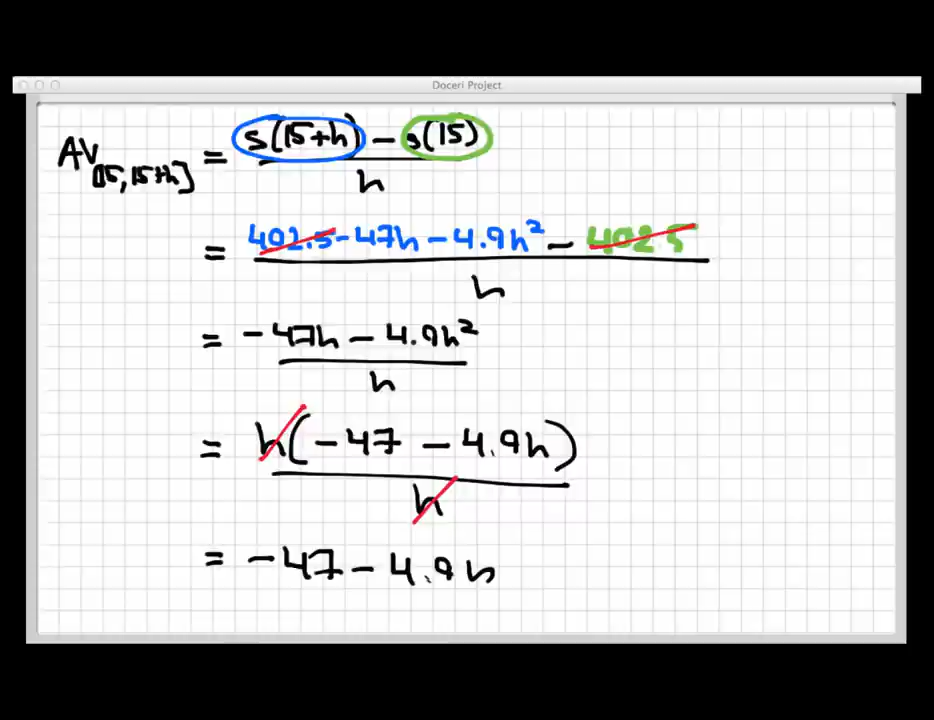 Doceri Project
AV[15, 15+h] = s(15+h) - s(15)
h
= 402.5 - 47h - 4.9h² - 402.5
h
= -47h - 4.9h²
h
= h(-47 - 4.9h)
h
= -47 - 4.9h